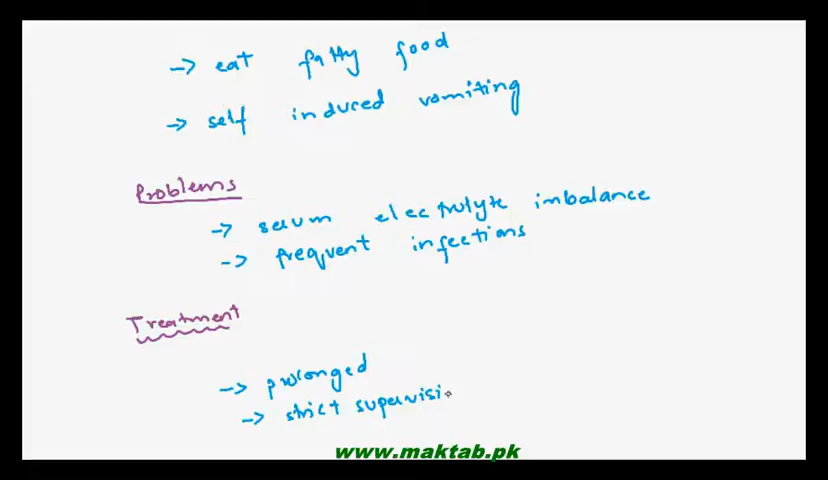 -> eat fatty food
-> self induced vomiting
Problems
-> serum electrolyte imbalance
-> frequent infections
Treatment
-> prolonged
-> strict supervisi
www.maktab.pk